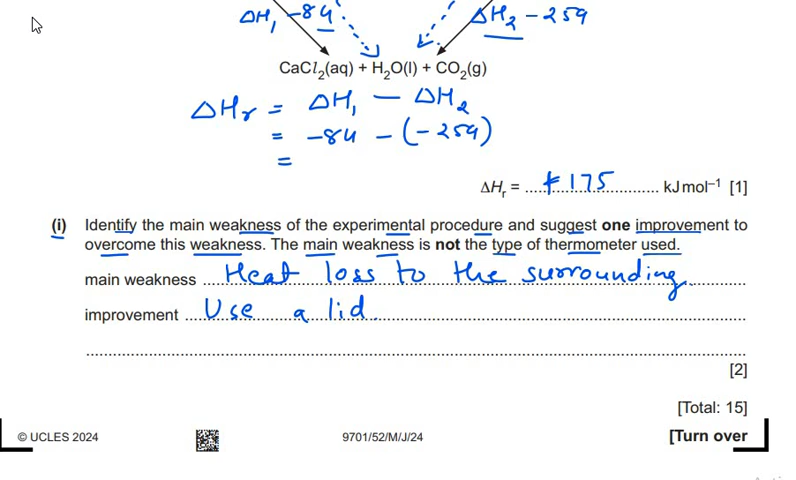 ΔH₁ -84
ΔH₂ - 259
CaCl₂(aq) + H₂O(l) + CO₂(g)
ΔHr = ΔH₁ - ΔH₂
= -84 - (-259)
=
ΔHr = +175 kJ mol⁻¹ [1]
(i) Identify the main weakness of the experimental procedure and suggest one improvement to
overcome this weakness. The main weakness is not the type of thermometer used.
main weakness Heat loss to the surrounding
improvement Use a lid
[2]
[Total: 15]
© UCLES 2024 9701/52/M/J/24 [Turn over